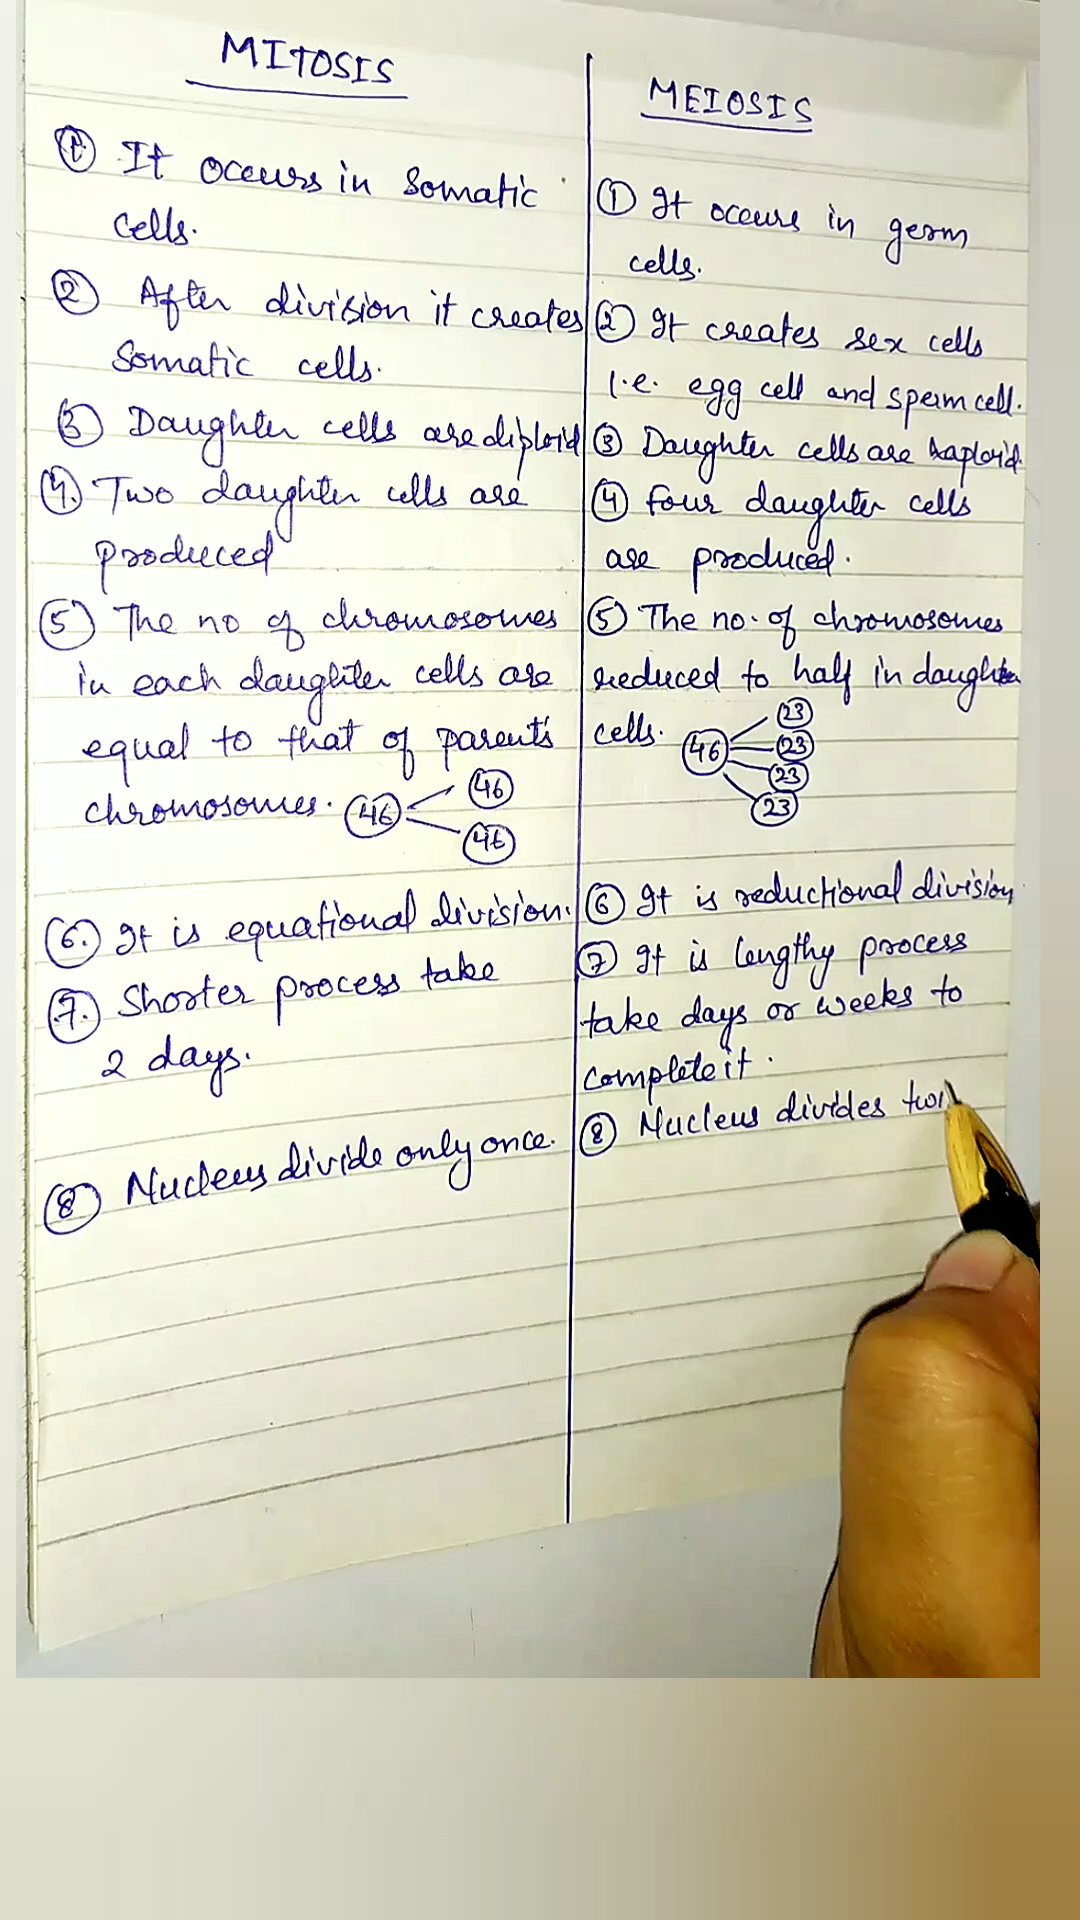 MITOSIS
① It occurs in somatic
cells.
② After division it creates
somatic cells.
③ Daughter cells are diploid
④. Two daughter cells are
produced
⑤ The no of chromosomes
in each daughter cells are
equal to that of parent's
chromosomes. 46 46
46
⑥. It is equational division.
⑦. Shorter process take
2 days.
⑧ Nucleus divide only once.
MEIOSIS
① It occurs in germ
cells.
② It creates sex cells
i.e. egg cell and sperm cell.
③ Daughter cells are haploid.
④ Four daughter cells
are produced.
⑤ The no. of chromosomes
reduced to half in daughter
cells. 46 23
23
23
23
⑥ It is reductional division
⑦ It is lengthy process
take days or weeks to
complete it.
⑧ Nucleus divides twi